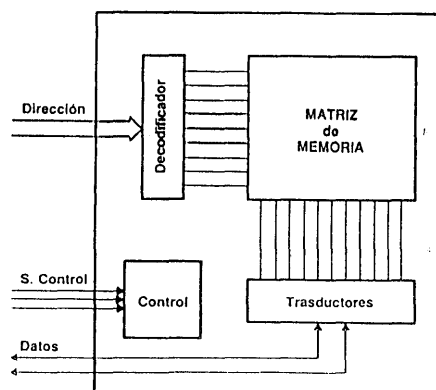 Dirección
Decodificador
MATRIZ
de
MEMORIA
S. Control
Control
Trasductores
Datos